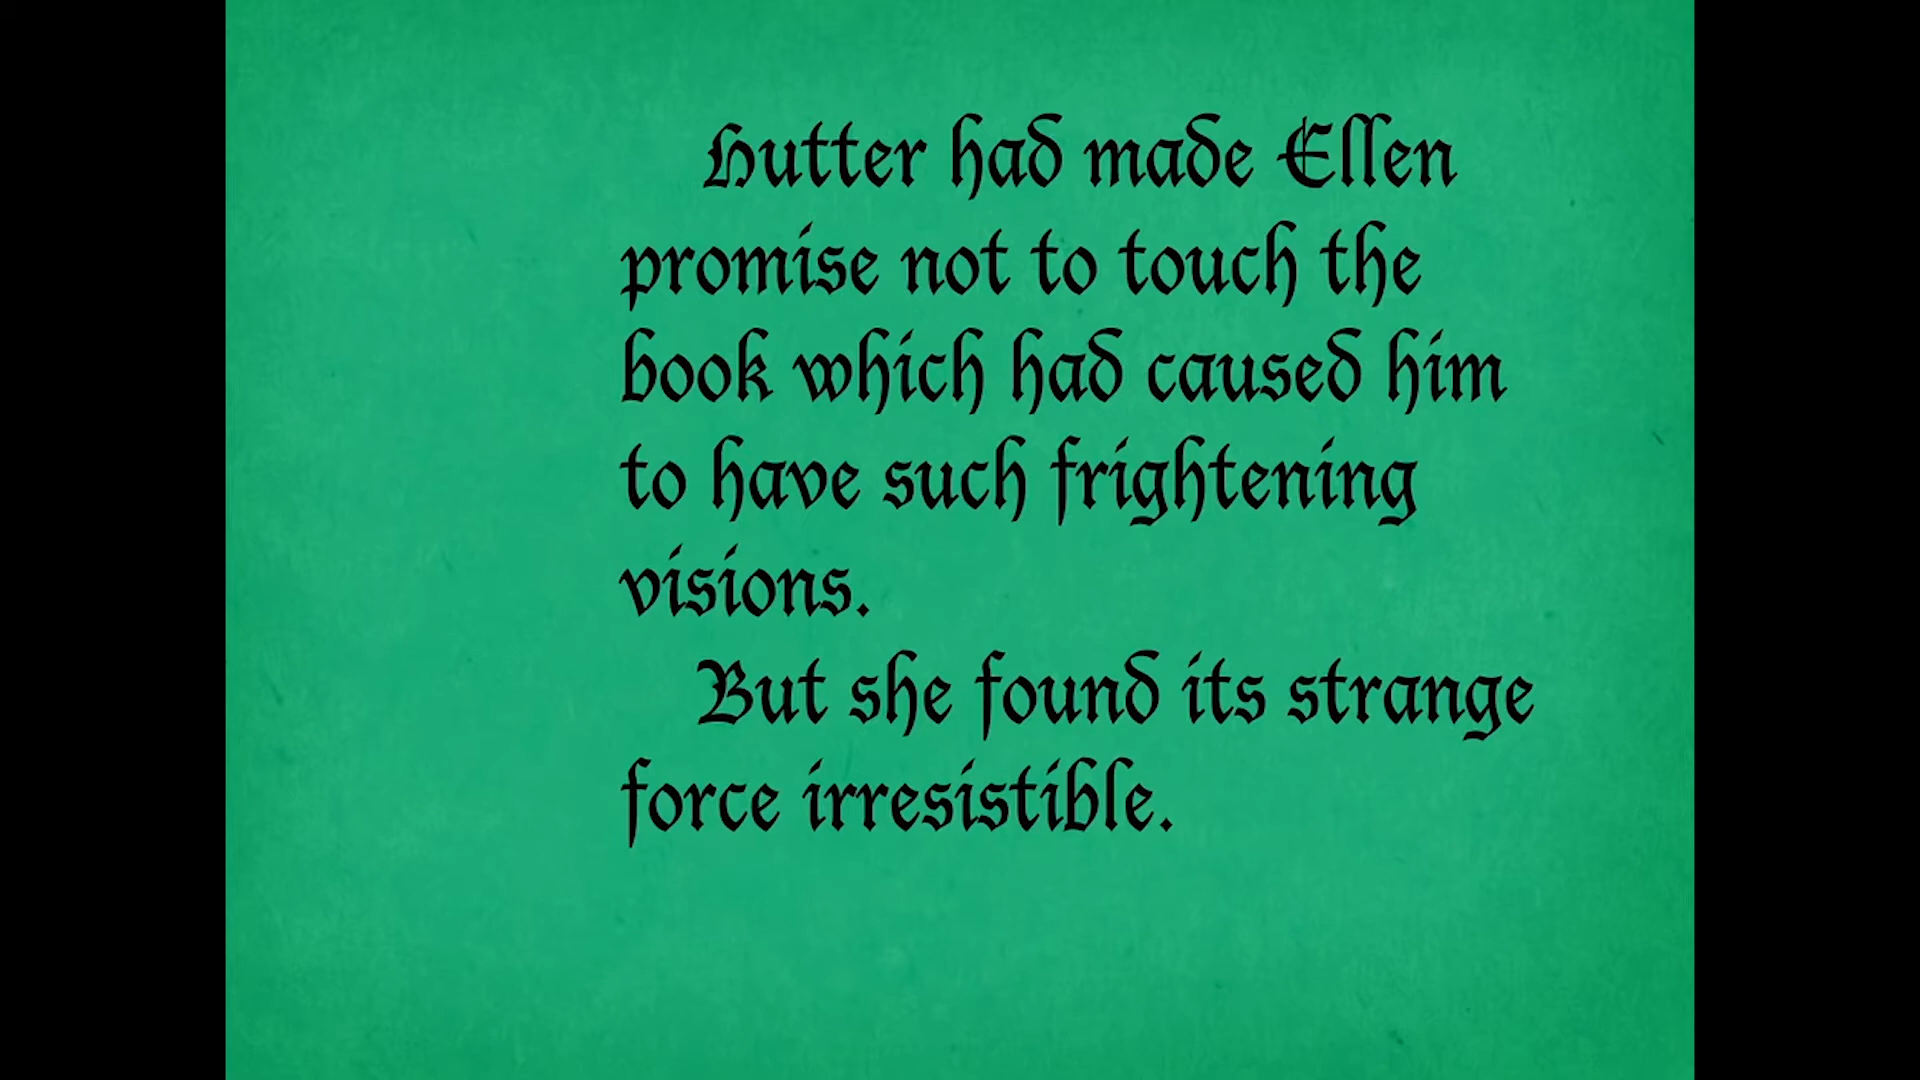 Hutter had made Ellen
promise not to touch the
book which had caused him
to have such frightening
visions.
But she found its strange
force irresistible.